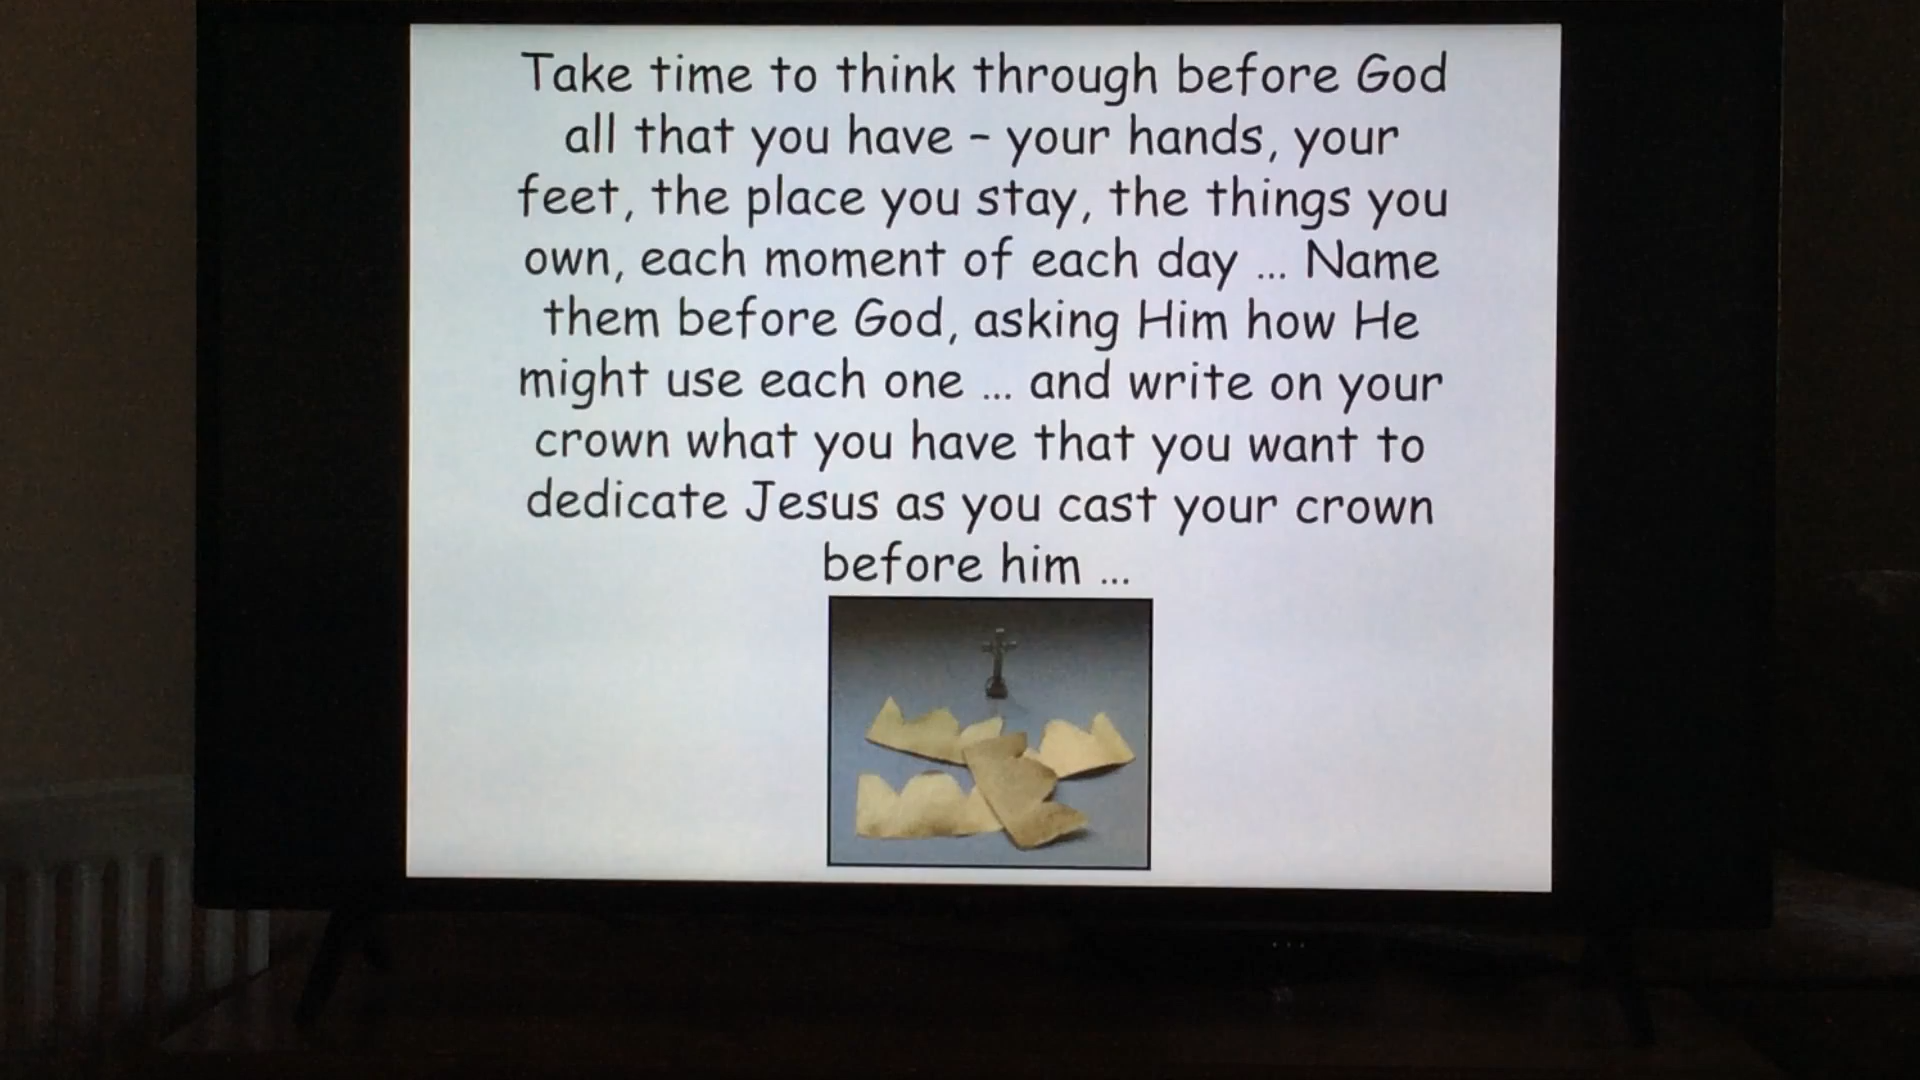 Take time to think through before God
all that you have – your hands, your
feet, the place you stay, the things you
own, each moment of each day ... Name
them before God, asking Him how He
might use each one ... and write on your
crown what you have that you want to
dedicate Jesus as you cast your crown
before him ...